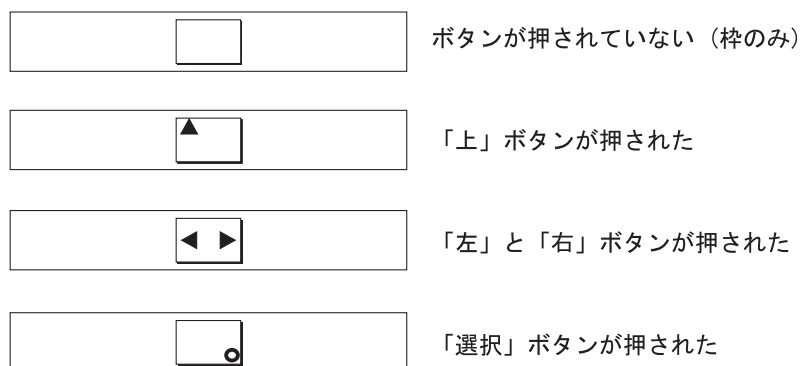 ボタンが押されていない（枠のみ）
「上」ボタンが押された
「左」と「右」ボタンが押された
「選択」ボタンが押された